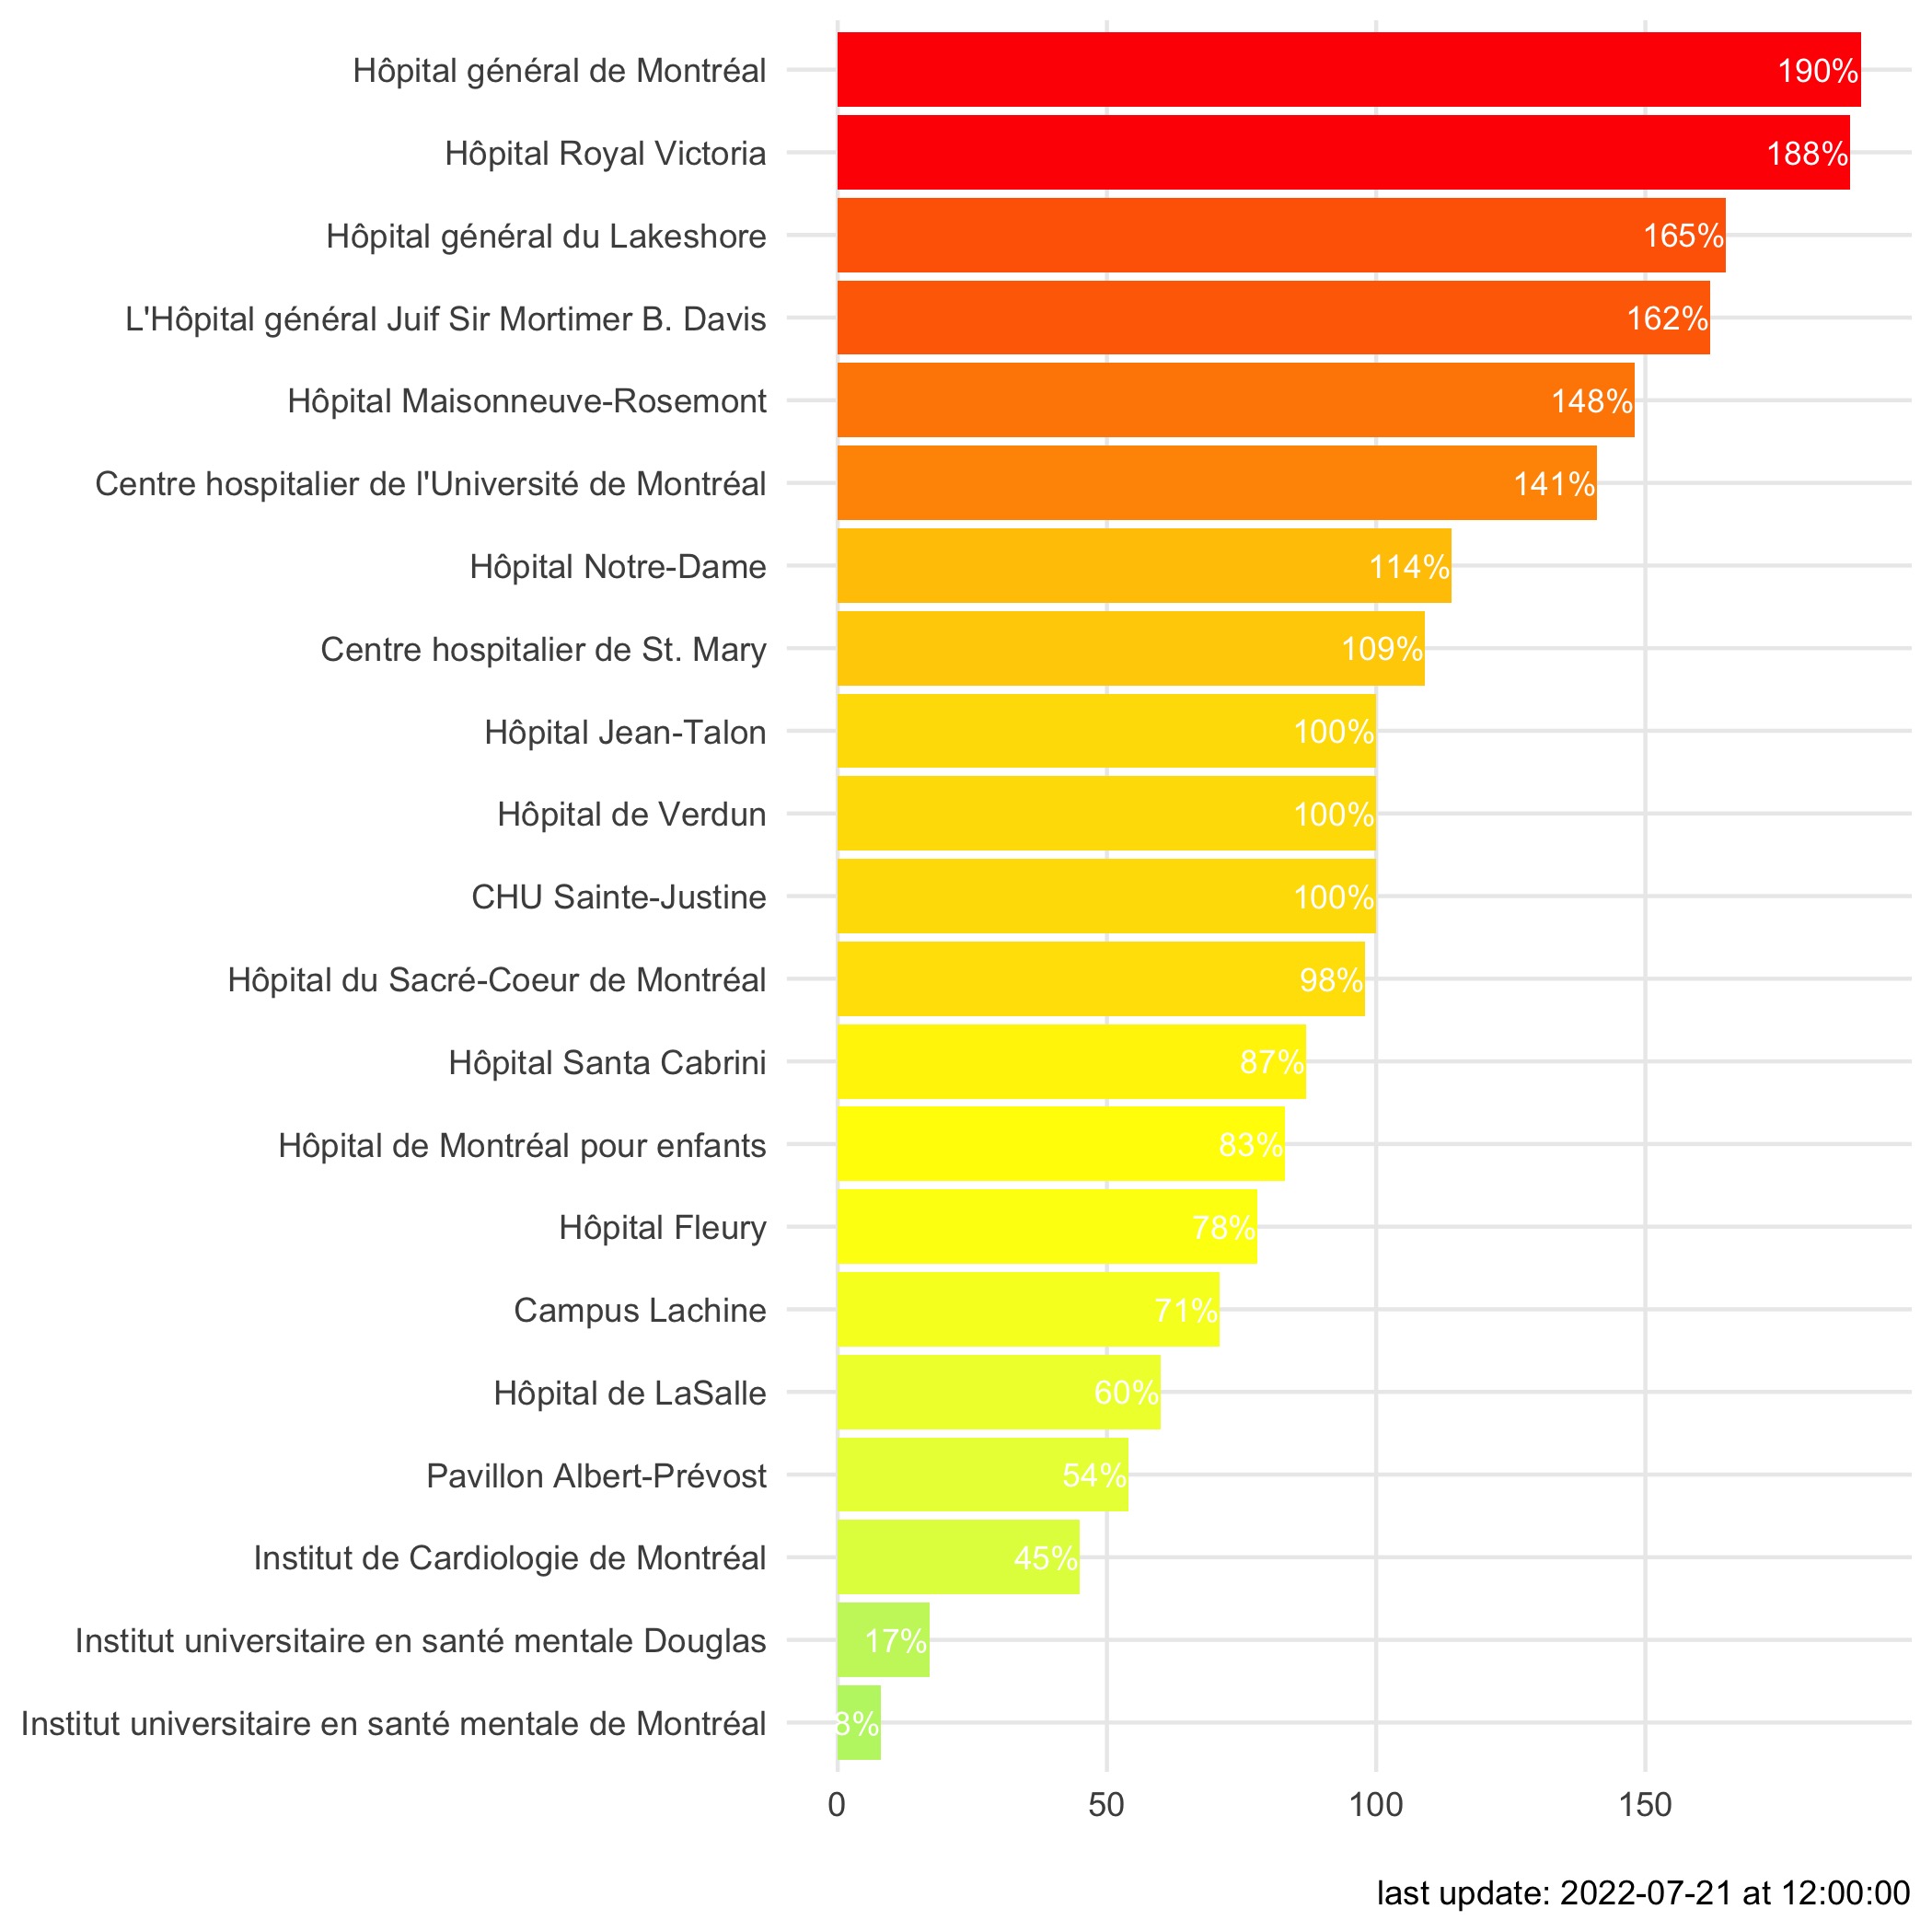 Hôpital général de Montréal 190%
Hôpital Royal Victoria 188%
Hôpital général du Lakeshore 165%
L'Hôpital général Juif Sir Mortimer B. Davis 162%
Hôpital Maisonneuve-Rosemont 148%
Centre hospitalier de l'Université de Montréal 141%
Hôpital Notre-Dame 114%
Centre hospitalier de St. Mary 109%
Hôpital Jean-Talon 100%
Hôpital de Verdun 100%
CHU Sainte-Justine 100%
Hôpital du Sacré-Coeur de Montréal 98%
Hôpital Santa Cabrini 87%
Hôpital de Montréal pour enfants 83%
Hôpital Fleury 78%
Campus Lachine 71%
Hôpital de LaSalle 60%
Pavillon Albert-Prévost 54%
Institut de Cardiologie de Montréal 45%
Institut universitaire en santé mentale Douglas 17%
Institut universitaire en santé mentale de Montréal 8%
0 50 100 150
last update: 2022-07-21 at 12:00:00